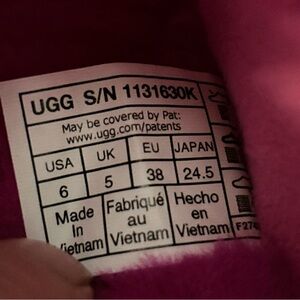 UGG S/N 1131630K
May be covered by Pat:
www.ugg.com/patents
USA UK EU JAPAN
6 5 38 24.5
Made Fabriqué Hecho
In au en
Vietnam Vietnam Vietnam